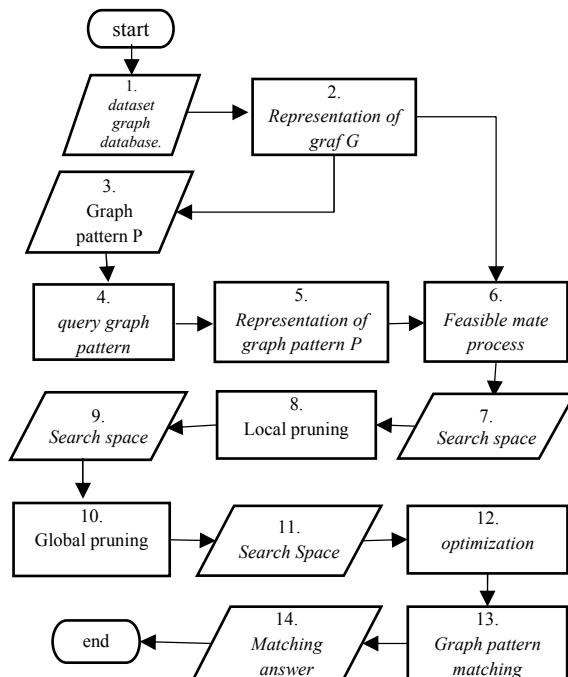 start
1.
dataset
graph
database.
2.
Representation of
graf G
3.
Graph
pattern P
4.
query graph
pattern
5.
Representation of
graph pattern P
6.
Feasible mate
process
7.
Search space
8.
Local pruning
9.
Search space
10.
Global pruning
11.
Search Space
12.
optimization
13.
Graph pattern
matching
14.
Matching
answer
end